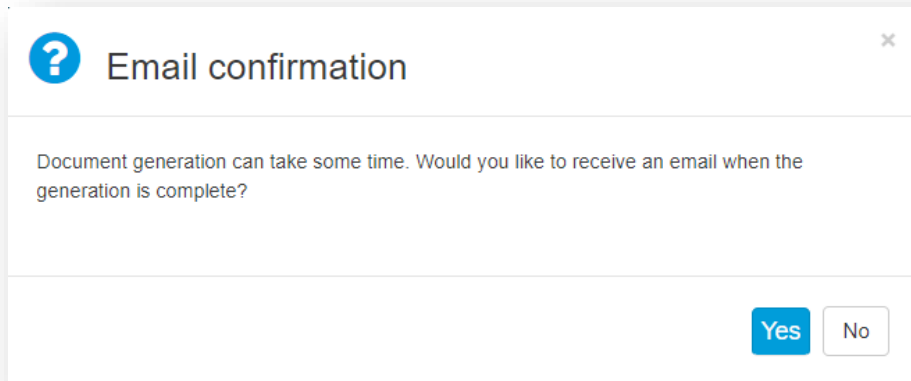 ?
Email confirmation
×
Document generation can take some time. Would you like to receive an email when the
generation is complete?
Yes
No